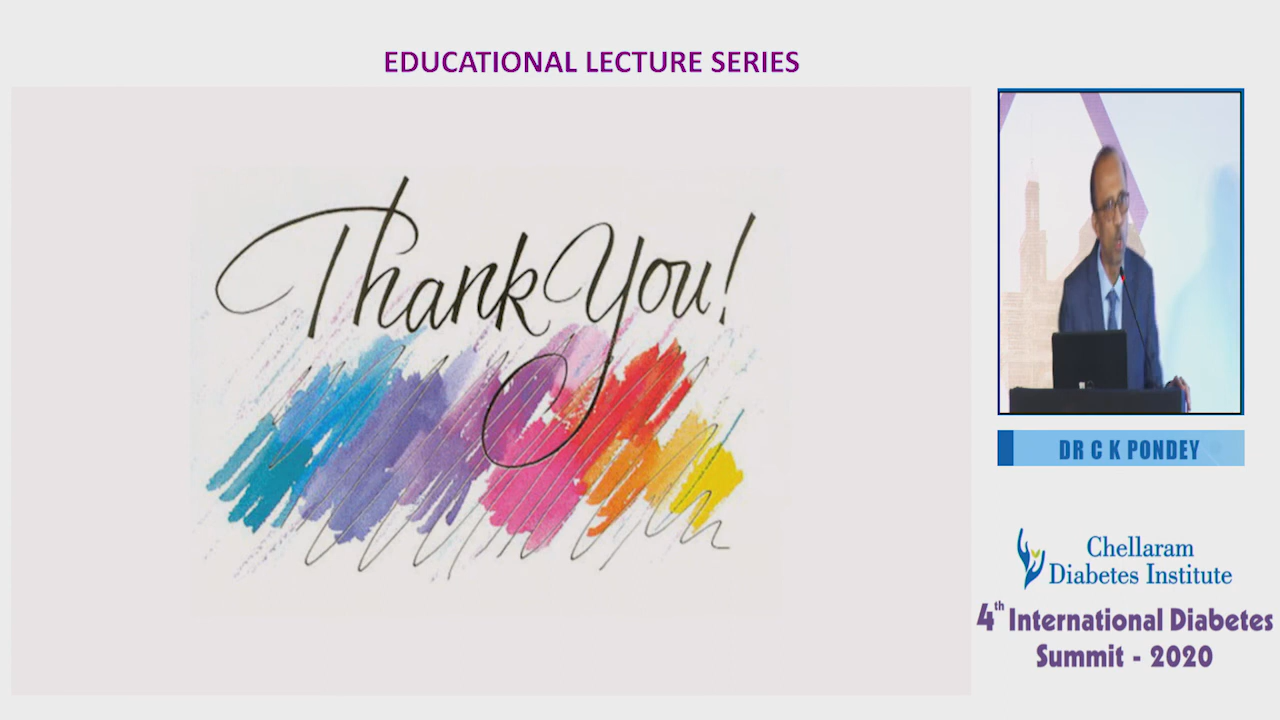 EDUCATIONAL LECTURE SERIES
Thank You!
DR C K PONDEY
Chellaram
Diabetes Institute
4th International Diabetes
Summit - 2020